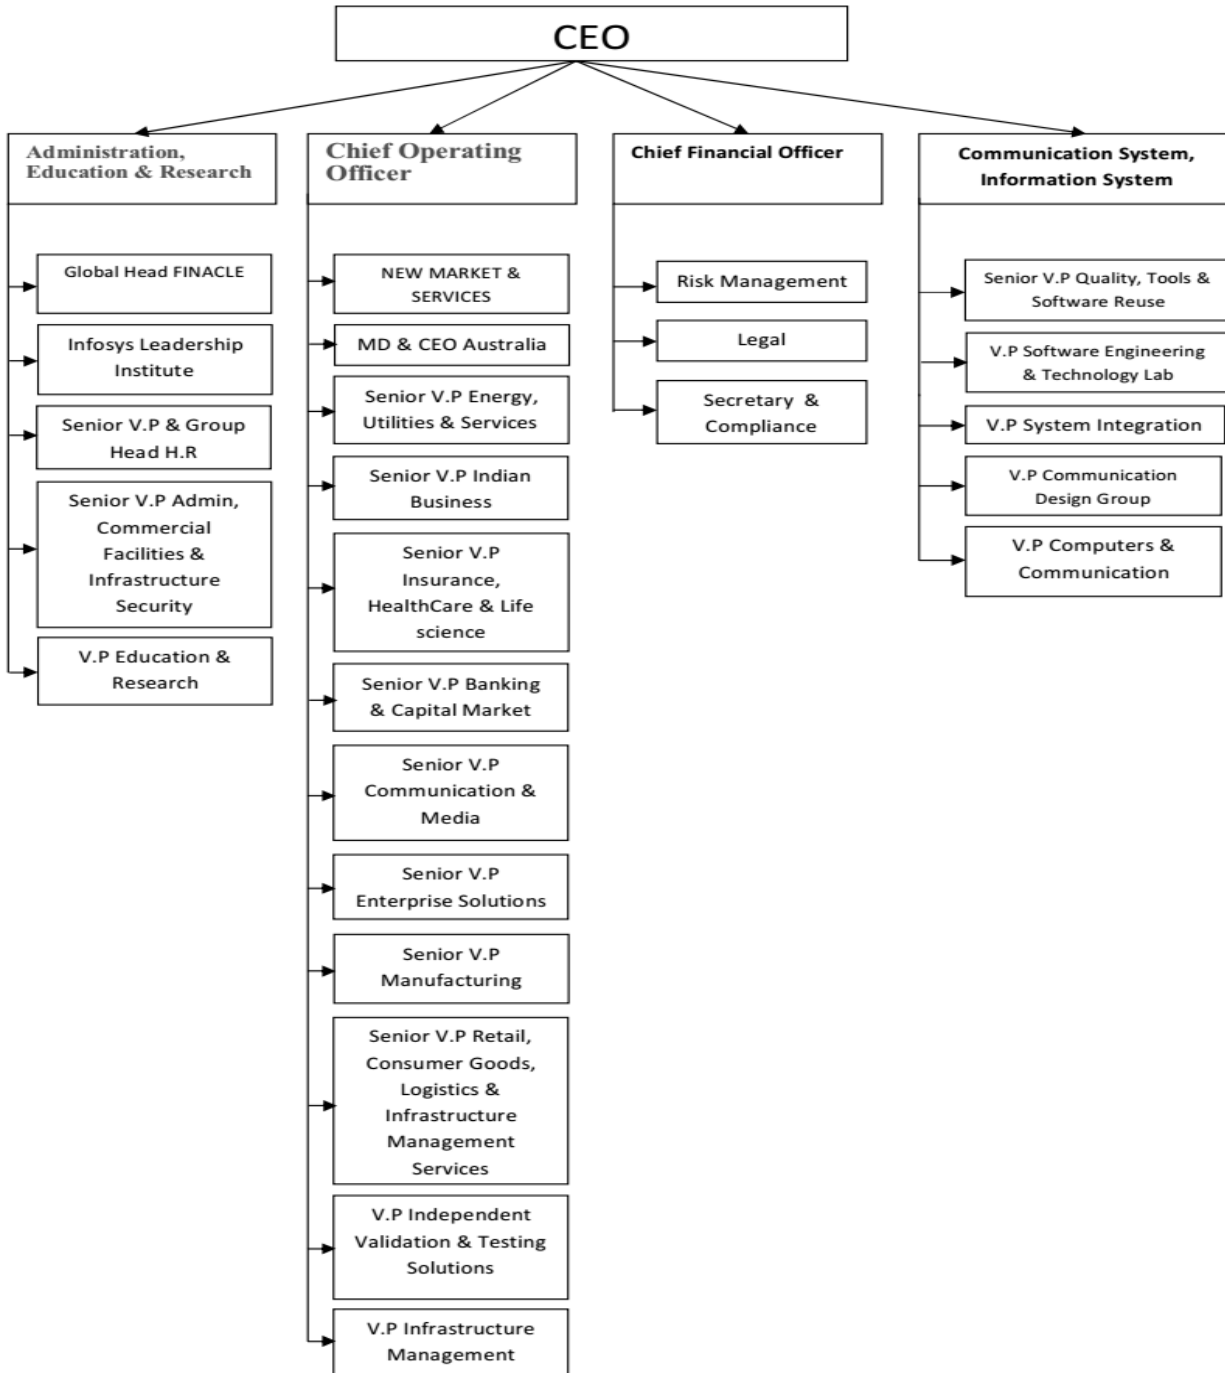 CEO
Administration,
Education & Research
Global Head FINACLE
Infosys Leadership
Institute
Senior V.P & Group
Head H.R
Senior V.P Admin,
Commercial
Facilities &
Infrastructure
Security
V.P Education &
Research
Chief Operating
Officer
NEW MARKET &
SERVICES
MD & CEO Australia
Senior V.P Energy,
Utilities & Services
Senior V.P Indian
Business
Senior V.P
Insurance,
HealthCare & Life
science
Senior V.P Banking
& Capital Market
Senior V.P
Communication &
Media
Senior V.P
Enterprise Solutions
Senior V.P
Manufacturing
Senior V.P Retail,
Consumer Goods,
Logistics &
Infrastructure
Management
Services
V.P Independent
Validation & Testing
Solutions
V.P Infrastructure
Management
Chief Financial Officer
Risk Management
Legal
Secretary &
Compliance
Communication System,
Information System
Senior V.P Quality, Tools &
Software Reuse
V.P Software Engineering
& Technology Lab
V.P System Integration
V.P Communication
Design Group
V.P Computers &
Communication